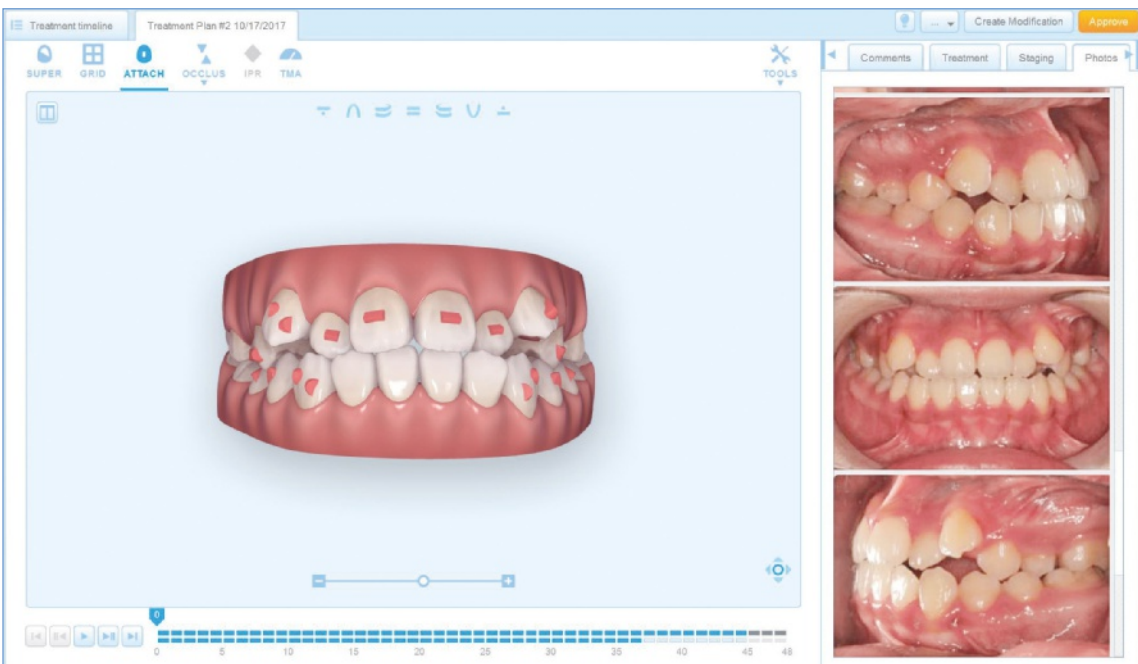 Treatment timeline
Treatment Plan #2 10/17/2017
...
Create Modification
Approve
SUPER
GRID
ATTACH
OCCLUS
IPR
TMA
TOOLS
Comments
Treatment
Staging
Photos
0
0 5 10 15 20 25 30 35 40 45 48